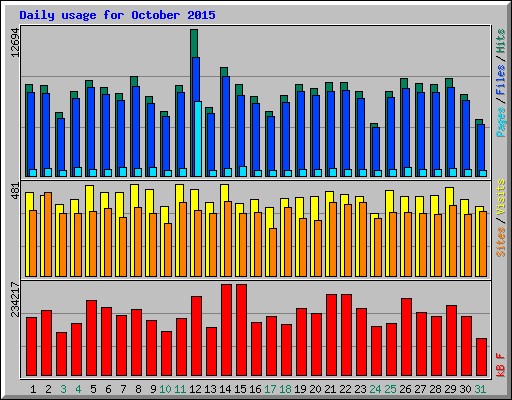 Daily usage for October 2015
12694
Pages / Files / Hits
481
Sites / Visits
234217
kB F
1 2 3 4 5 6 7 8 9 10 11 12 13 14 15 16 17 18 19 20 21 22 23 24 25 26 27 28 29 30 31